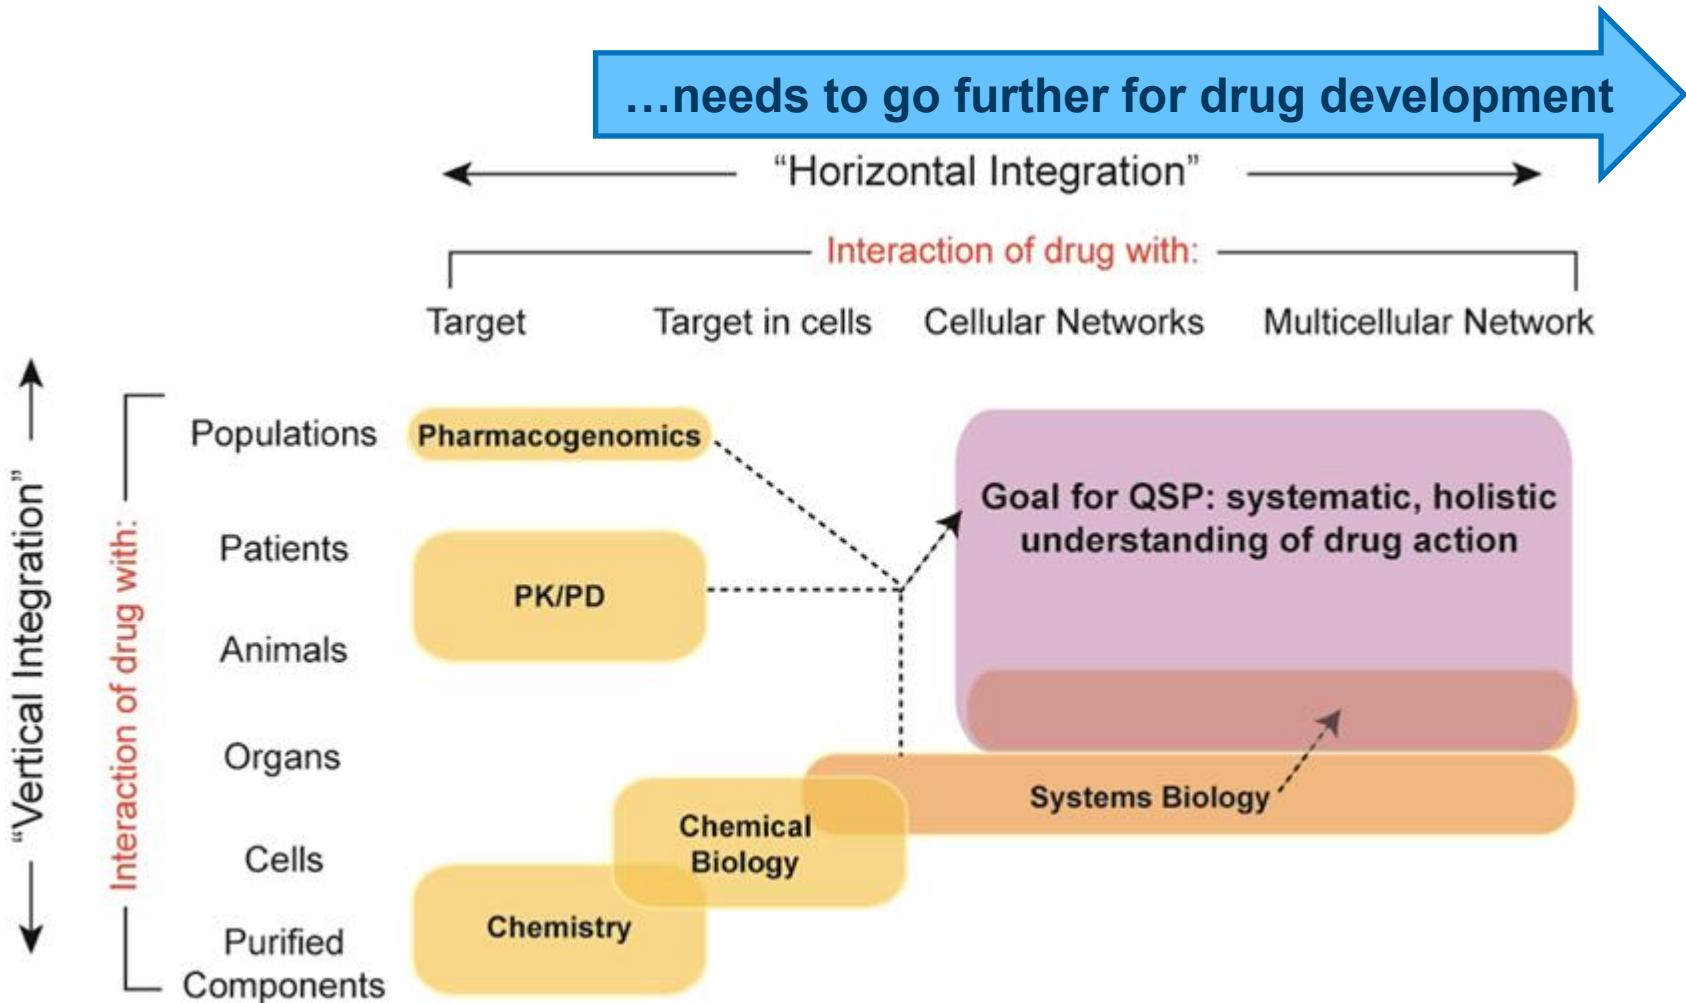 …needs to go further for drug development
“Horizontal Integration”
Interaction of drug with:
Target
Target in cells
Cellular Networks
Multicellular Network
“Vertical Integration”
Interaction of drug with:
Populations
Patients
Animals
Organs
Cells
Purified
Components
Pharmacogenomics
PK/PD
Goal for QSP: systematic, holistic
understanding of drug action
Systems Biology
Chemical
Biology
Chemistry